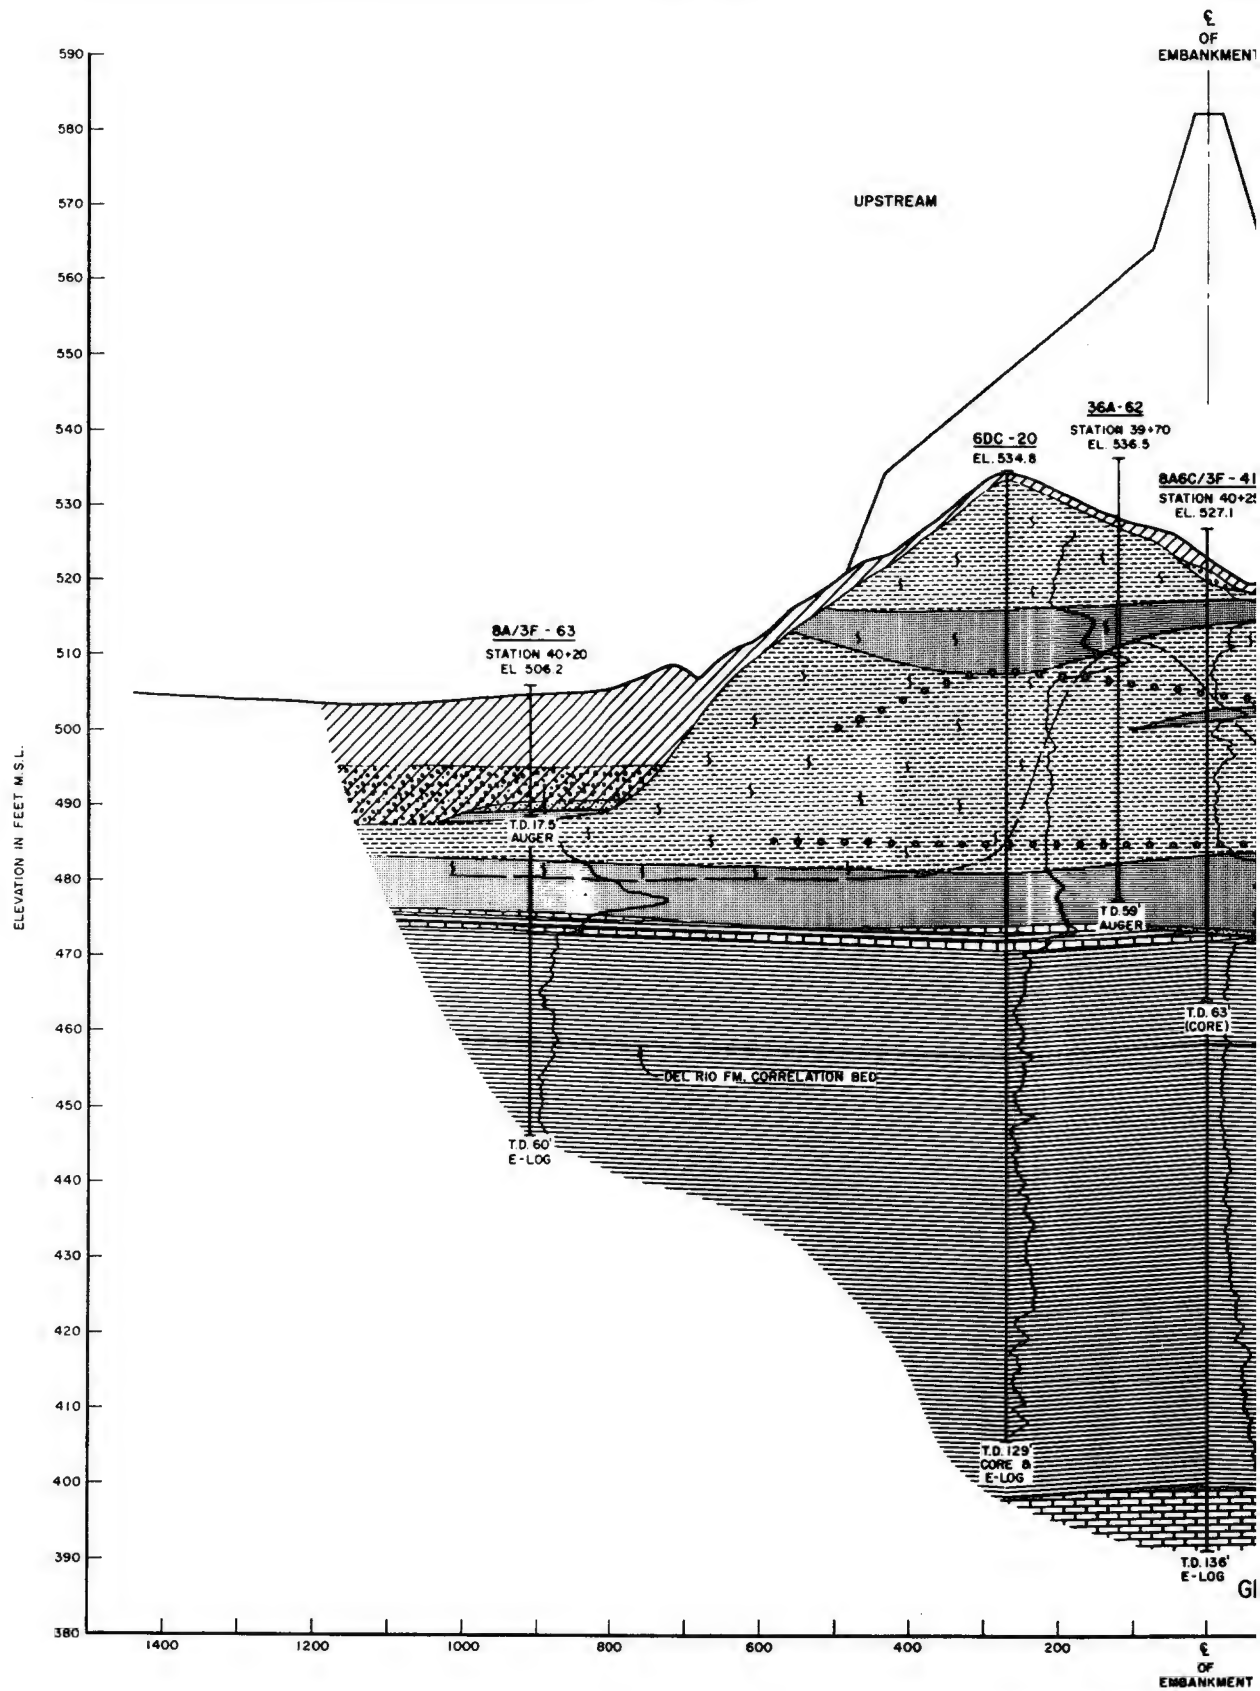 ℄
OF
EMBANKMENT
590
580
570
560
550
540
530
520
510
500
490
480
470
460
450
440
430
420
410
400
390
380
ELEVATION IN FEET M.S.L.
UPSTREAM
36A-62
STATION 39+70
EL. 536.5
6DC-20
EL. 534.8
8A6C/3F-41
STATION 40+25
EL. 527.1
8A/3F-63
STATION 40+20
EL 506.2
T.D. 17.5'
AUGER
T.D. 59'
AUGER
T.D. 63'
(CORE)
DEL RIO FM. CORRELATION BED
T.D. 60'
E-LOG
T.D. 129'
CORE &
E-LOG
T.D. 136'
E-LOG
1400
1200
1000
800
600
400
200
℄
OF
EMBANKMENT